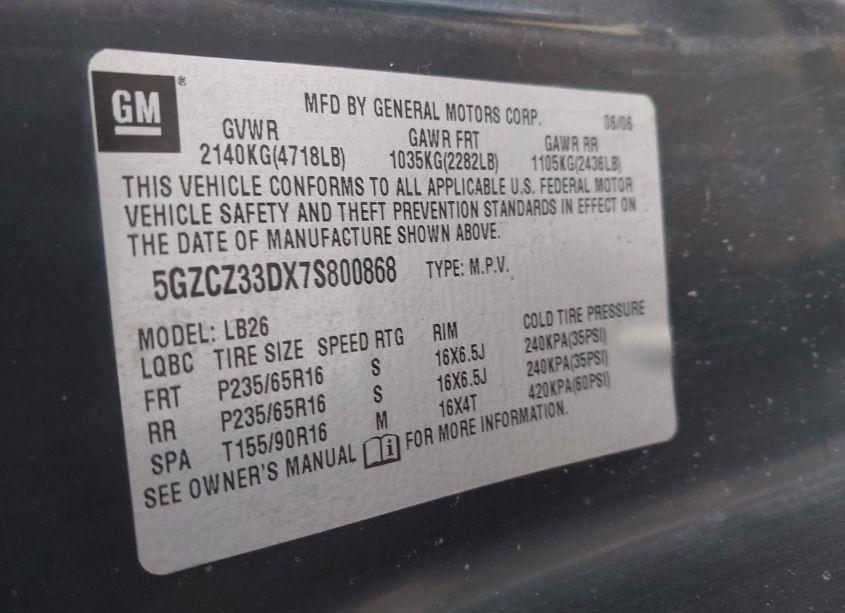 GM ®
MFD BY GENERAL MOTORS CORP. 06/06
GVWR GAWR FRT GAWR RR
2140KG(4718LB) 1035KG(2282LB) 1105KG(2436LB)
THIS VEHICLE CONFORMS TO ALL APPLICABLE U.S. FEDERAL MOTOR
VEHICLE SAFETY AND THEFT PREVENTION STANDARDS IN EFFECT ON
THE DATE OF MANUFACTURE SHOWN ABOVE.
5GZCZ33DX7S800868 TYPE: M.P.V.
MODEL: LB26
LQBC TIRE SIZE SPEED RTG RIM COLD TIRE PRESSURE
FRT P235/65R16 S 16X6.5J 240KPA(35PSI)
RR P235/65R16 S 16X6.5J 240KPA(35PSI)
SPA T155/90R16 M 16X4T 420KPA(60PSI)
SEE OWNER'S MANUAL i FOR MORE INFORMATION.